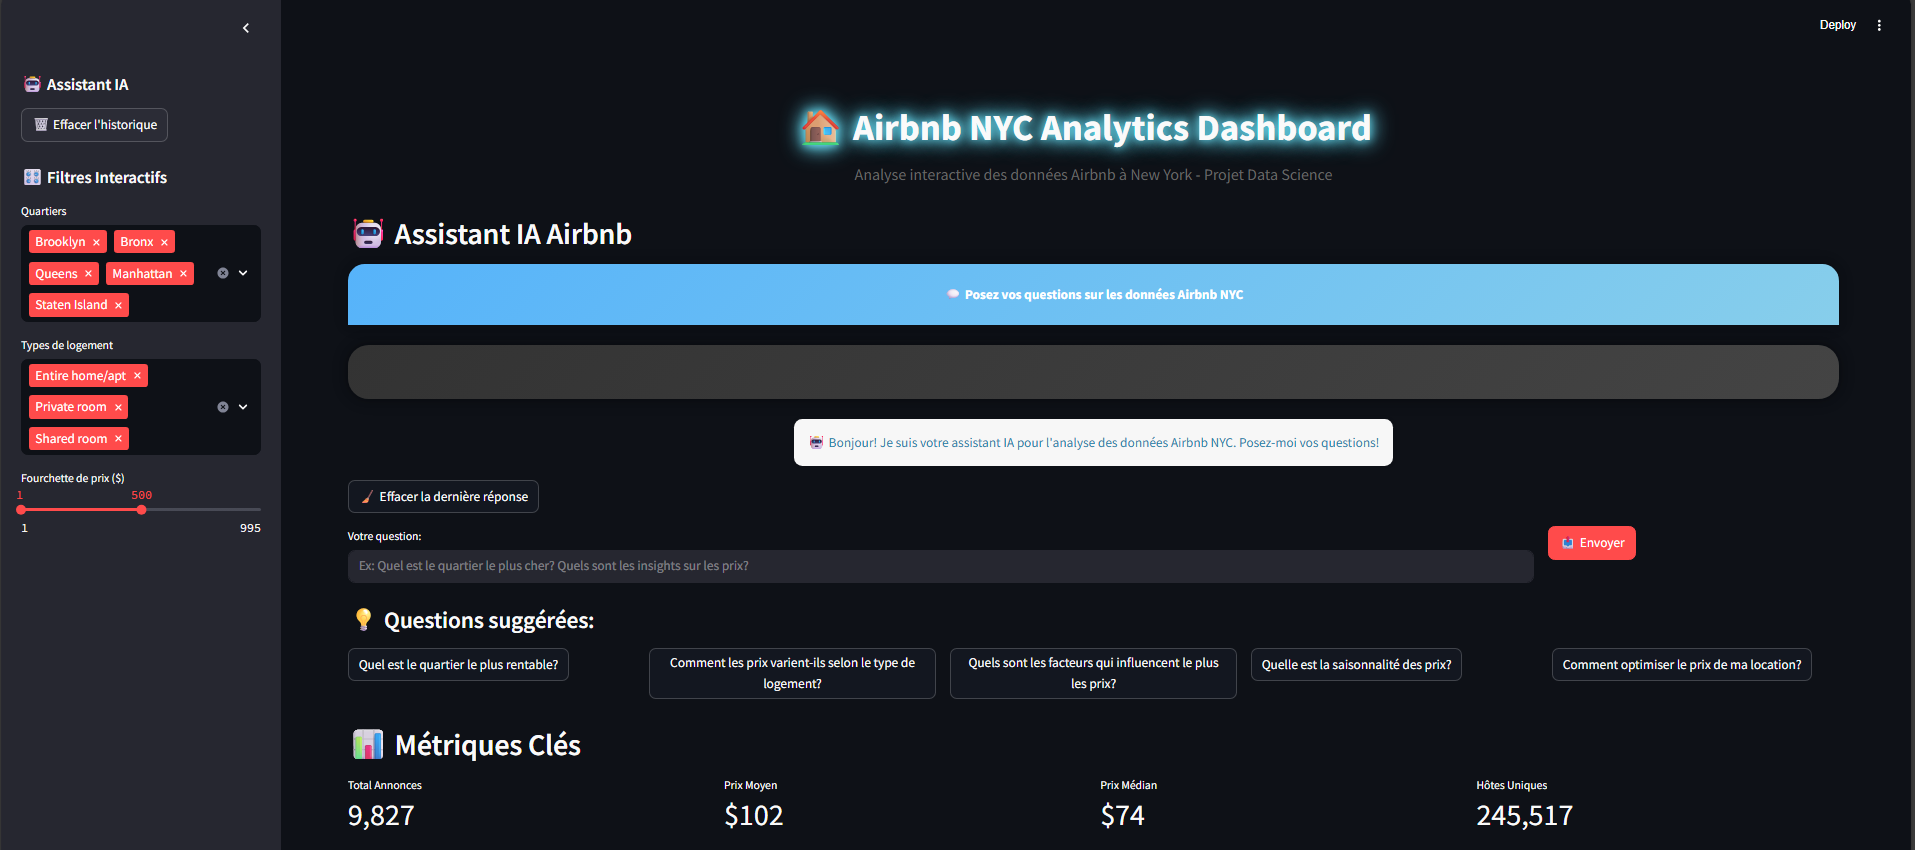 Deploy
Assistant IA
Effacer l'historique
Filtres Interactifs
Quartiers
Brooklyn × Bronx ×
Queens × Manhattan ×
Staten Island ×
Types de logement
Entire home/apt ×
Private room ×
Shared room ×
Fourchette de prix ($)
1 500
1 995
Airbnb NYC Analytics Dashboard
Analyse interactive des données Airbnb à New York - Projet Data Science
Assistant IA Airbnb
Posez vos questions sur les données Airbnb NYC
Bonjour! Je suis votre assistant IA pour l'analyse des données Airbnb NYC. Posez-moi vos questions!
Effacer la dernière réponse
Votre question:
Ex: Quel est le quartier le plus cher? Quels sont les insights sur les prix?
Envoyer
Questions suggérées:
Quel est le quartier le plus rentable?
Comment les prix varient-ils selon le type de
logement?
Quels sont les facteurs qui influencent le plus
les prix?
Quelle est la saisonnalité des prix?
Comment optimiser le prix de ma location?
Métriques Clés
Total Annonces
9,827
Prix Moyen
$102
Prix Médian
$74
Hôtes Uniques
245,517